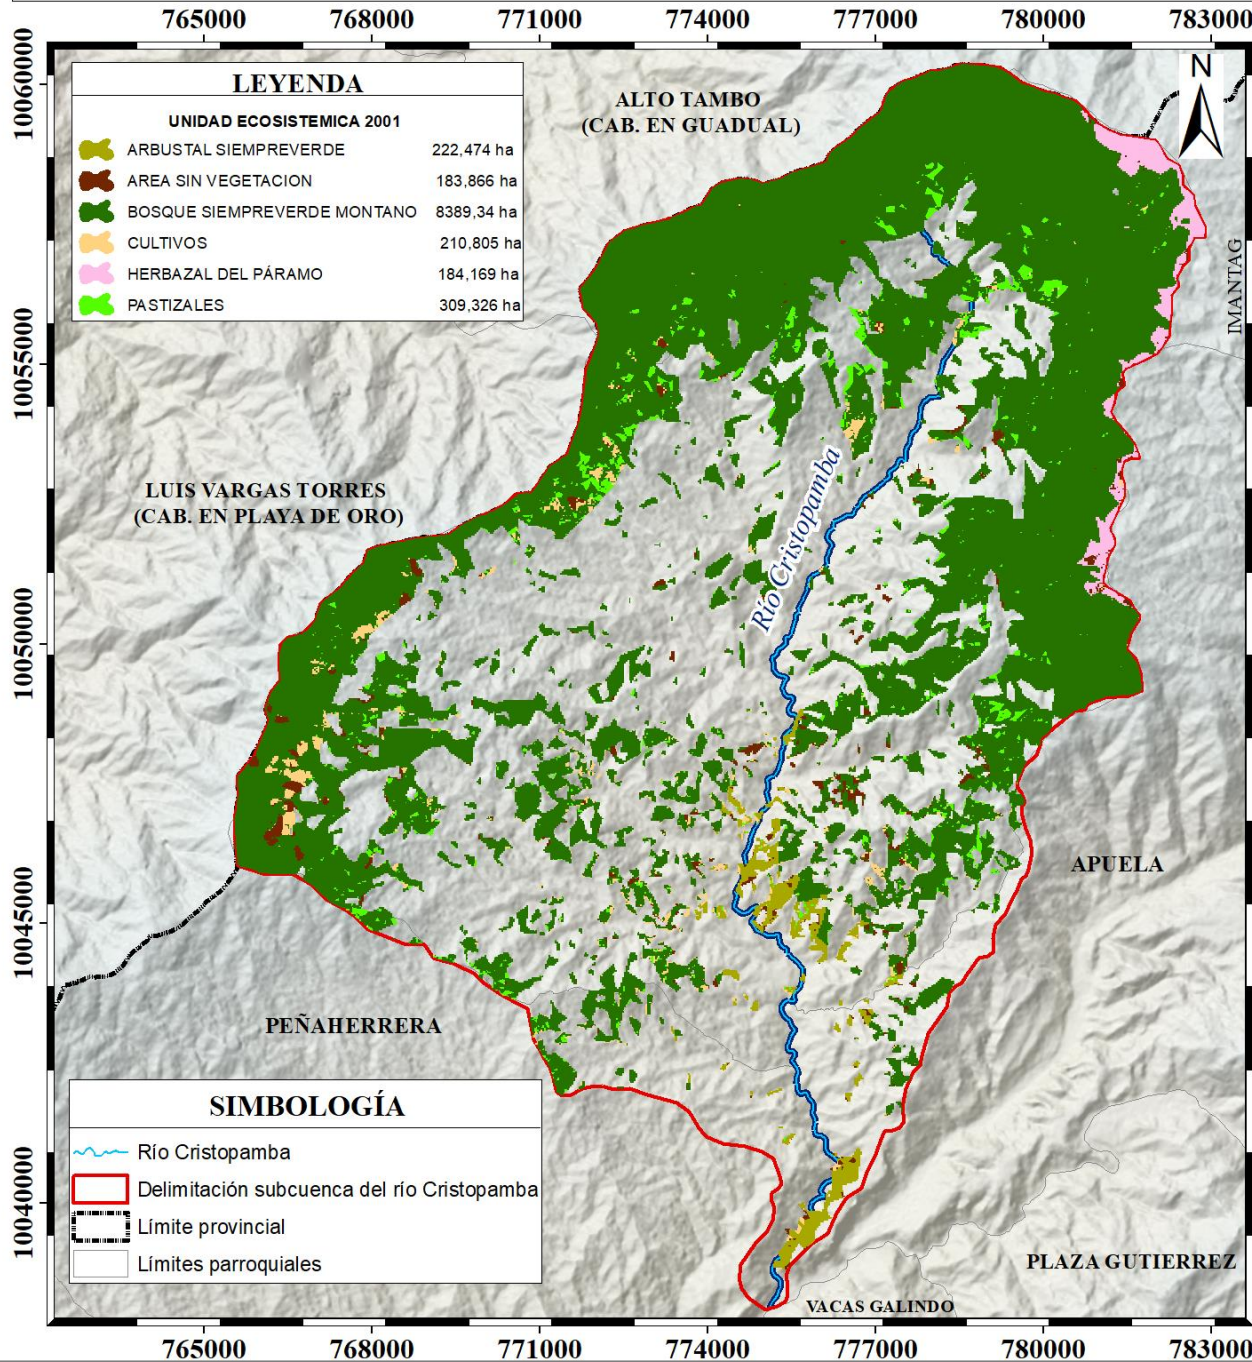 765000 768000 771000 774000 777000 780000 783000
10060000
10055000
10050000
10045000
10040000
LEYENDA
UNIDAD ECOSISTEMICA 2001
ARBUSTAL SIEMPREVERDE 222,474 ha
AREA SIN VEGETACION 183,866 ha
BOSQUE SIEMPREVERDE MONTANO 8389,34 ha
CULTIVOS 210,805 ha
HERBAZAL DEL PÁRAMO 184,169 ha
PASTIZALES 309,326 ha
ALTO TAMBO
(CAB. EN GUADUAL)
N
IMANTAG
LUIS VARGAS TORRES
(CAB. EN PLAYA DE ORO)
Río Cristopamba
APUELA
PEÑAHERRERA
SIMBOLOGÍA
Río Cristopamba
Delimitación subcuenca del río Cristopamba
Límite provincial
Límites parroquiales
PLAZA GUTIERREZ
VACAS GALINDO
765000 768000 771000 774000 777000 780000 783000